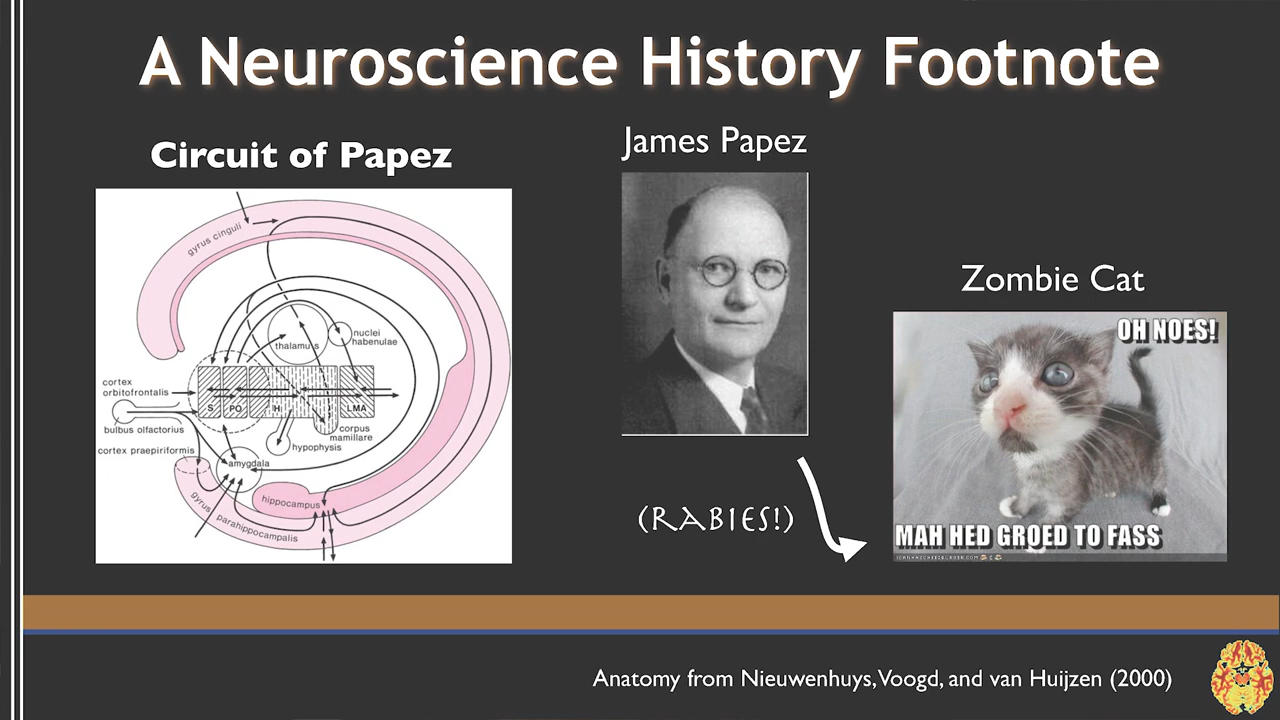 A Neuroscience History Footnote
Circuit of Papez
James Papez
Zombie Cat
gyrus cinguli
thalamus
nuclei
habenulae
cortex
orbitofrontalis
bulbus olfactorius
cortex praepiriformis
S
PO
H
LMA
corpus
mamillare
hypophysis
amygdala
hippocampus
gyrus parahippocampalis
(RABIES!)
OH NOES!
MAH HED GROED TO FASS
Anatomy from Nieuwenhuys, Voogd, and van Huijzen (2000)